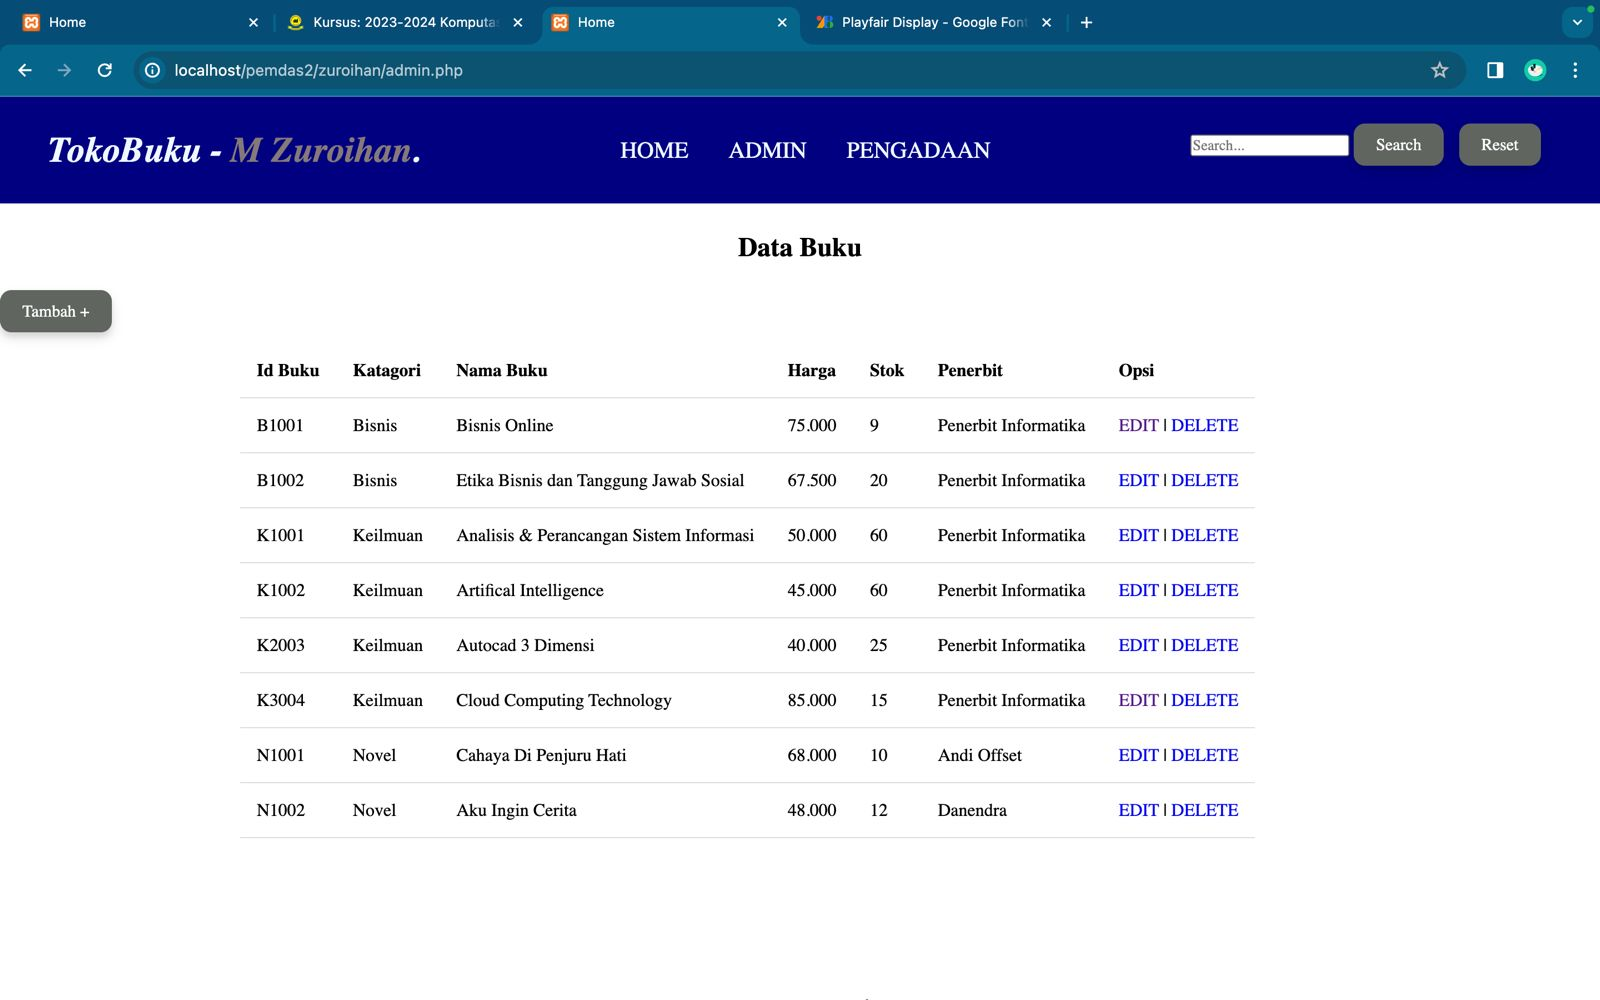 Home
Kursus: 2023-2024 Komputa
Home
Playfair Display - Google Font
localhost/pemdas2/zuroihan/admin.php
TokoBuku - M Zuroihan.
HOME ADMIN PENGADAAN
Search... Search Reset
Data Buku
Tambah +
Id Buku Katagori Nama Buku Harga Stok Penerbit Opsi
B1001 Bisnis Bisnis Online 75.000 9 Penerbit Informatika EDIT | DELETE
B1002 Bisnis Etika Bisnis dan Tanggung Jawab Sosial 67.500 20 Penerbit Informatika EDIT | DELETE
K1001 Keilmuan Analisis & Perancangan Sistem Informasi 50.000 60 Penerbit Informatika EDIT | DELETE
K1002 Keilmuan Artifical Intelligence 45.000 60 Penerbit Informatika EDIT | DELETE
K2003 Keilmuan Autocad 3 Dimensi 40.000 25 Penerbit Informatika EDIT | DELETE
K3004 Keilmuan Cloud Computing Technology 85.000 15 Penerbit Informatika EDIT | DELETE
N1001 Novel Cahaya Di Penjuru Hati 68.000 10 Andi Offset EDIT | DELETE
N1002 Novel Aku Ingin Cerita 48.000 12 Danendra EDIT | DELETE